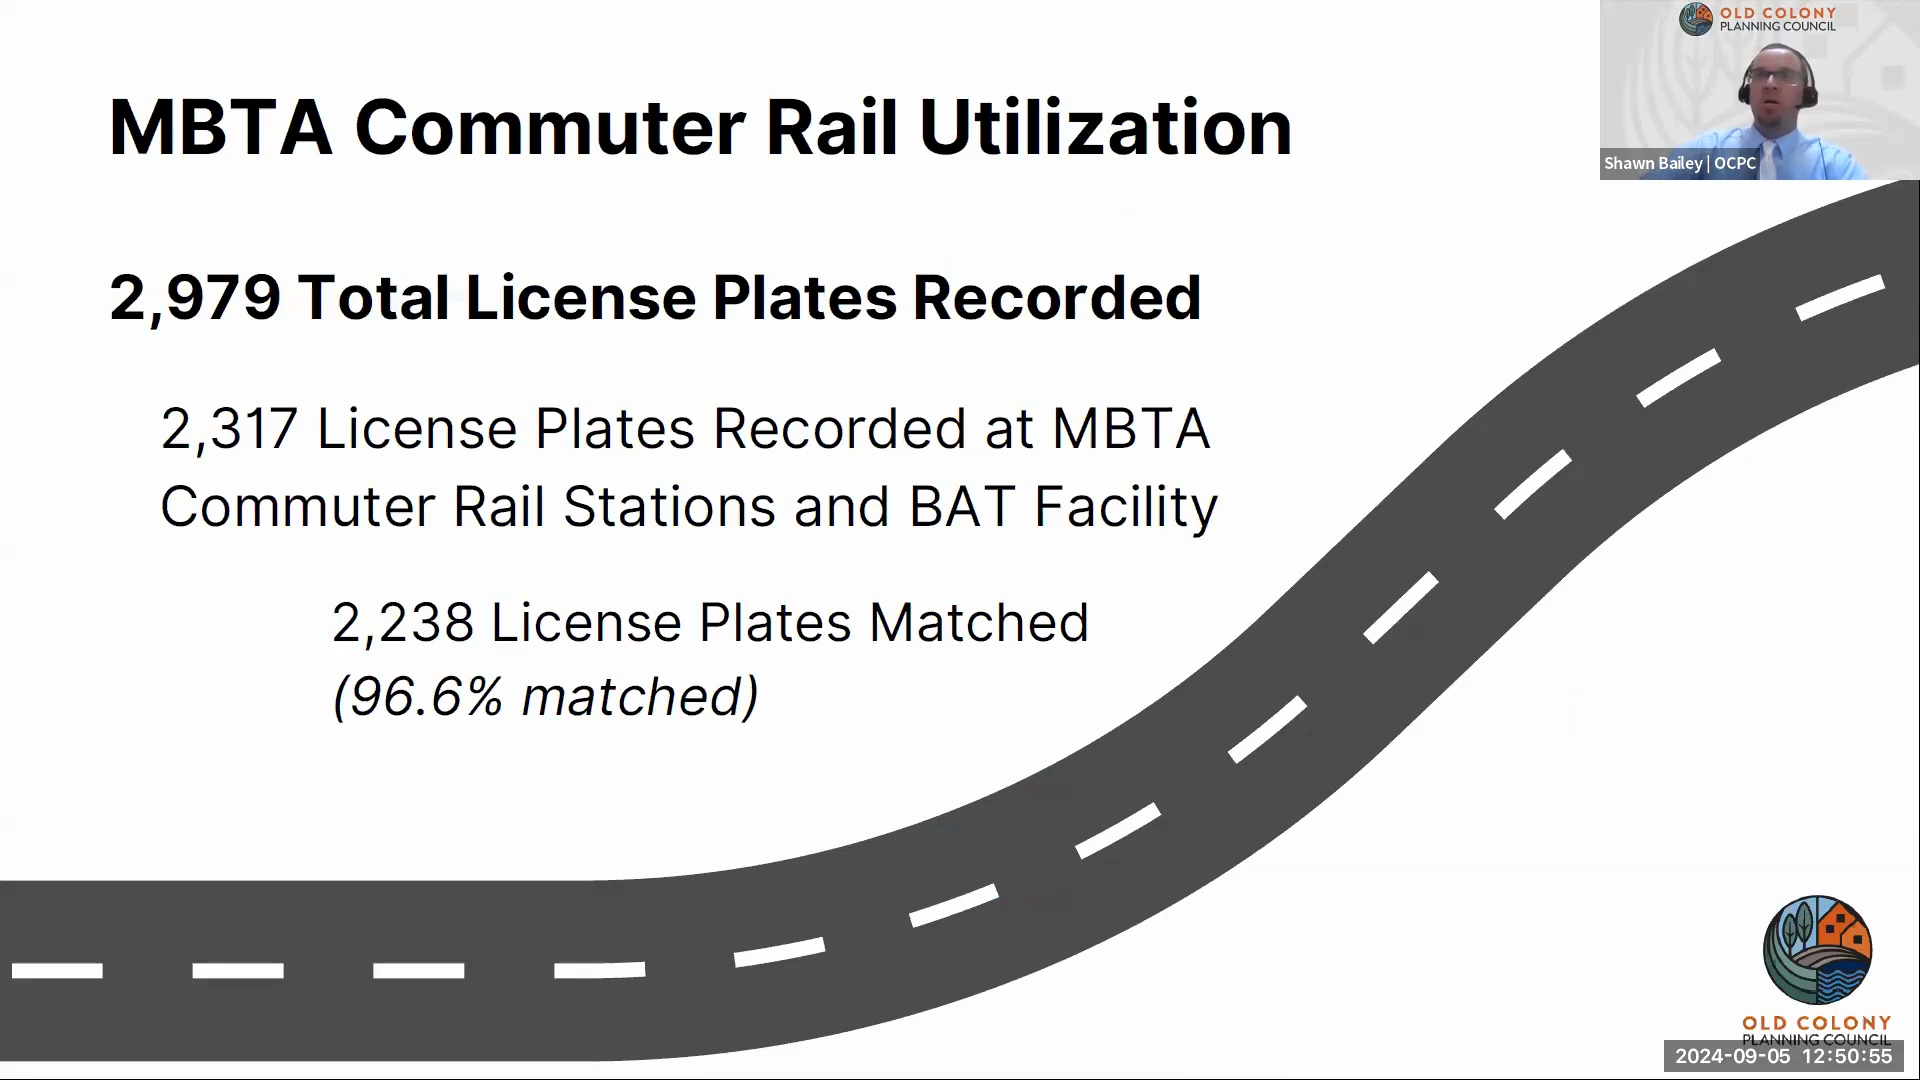 OLD COLONY
PLANNING COUNCIL
MBTA Commuter Rail Utilization
Shawn Bailey | OCPC
2,979 Total License Plates Recorded
2,317 License Plates Recorded at MBTA
Commuter Rail Stations and BAT Facility
2,238 License Plates Matched
(96.6% matched)
OLD COLONY
PLANNING COUNCIL
2024-09-05 12:50:55